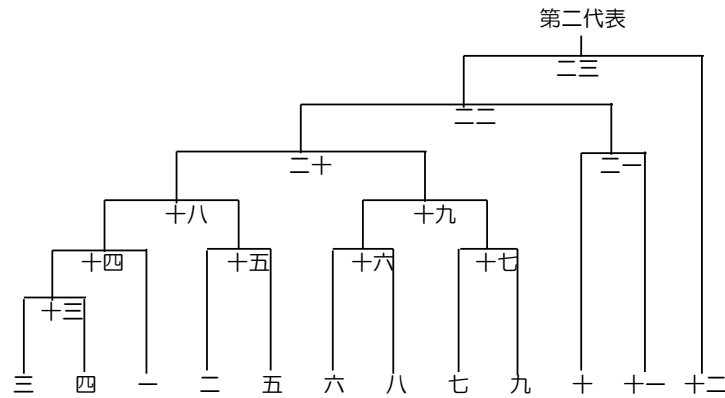 第二代表
二三
二二
二十
二一
十八
十九
十四
十五
十六
十七
十三
三 四 一 二 五 六 八 七 九 十 十一 十二